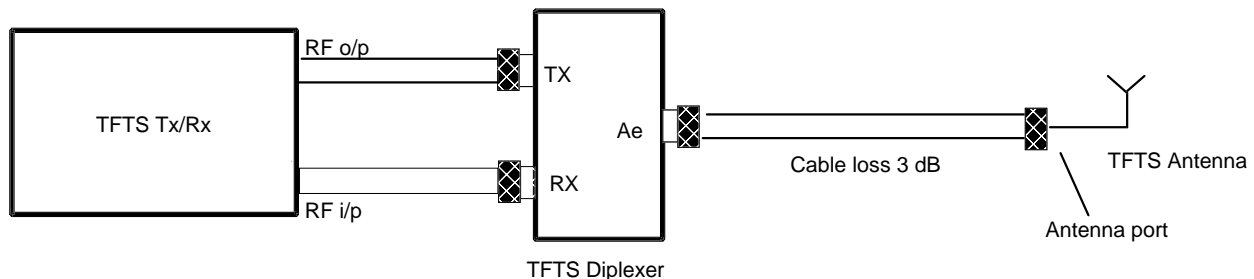 RF o/p
TX
TFTS Tx/Rx
Ae
Cable loss 3 dB
TFTS Antenna
RX
RF i/p
Antenna port
TFTS Diplexer